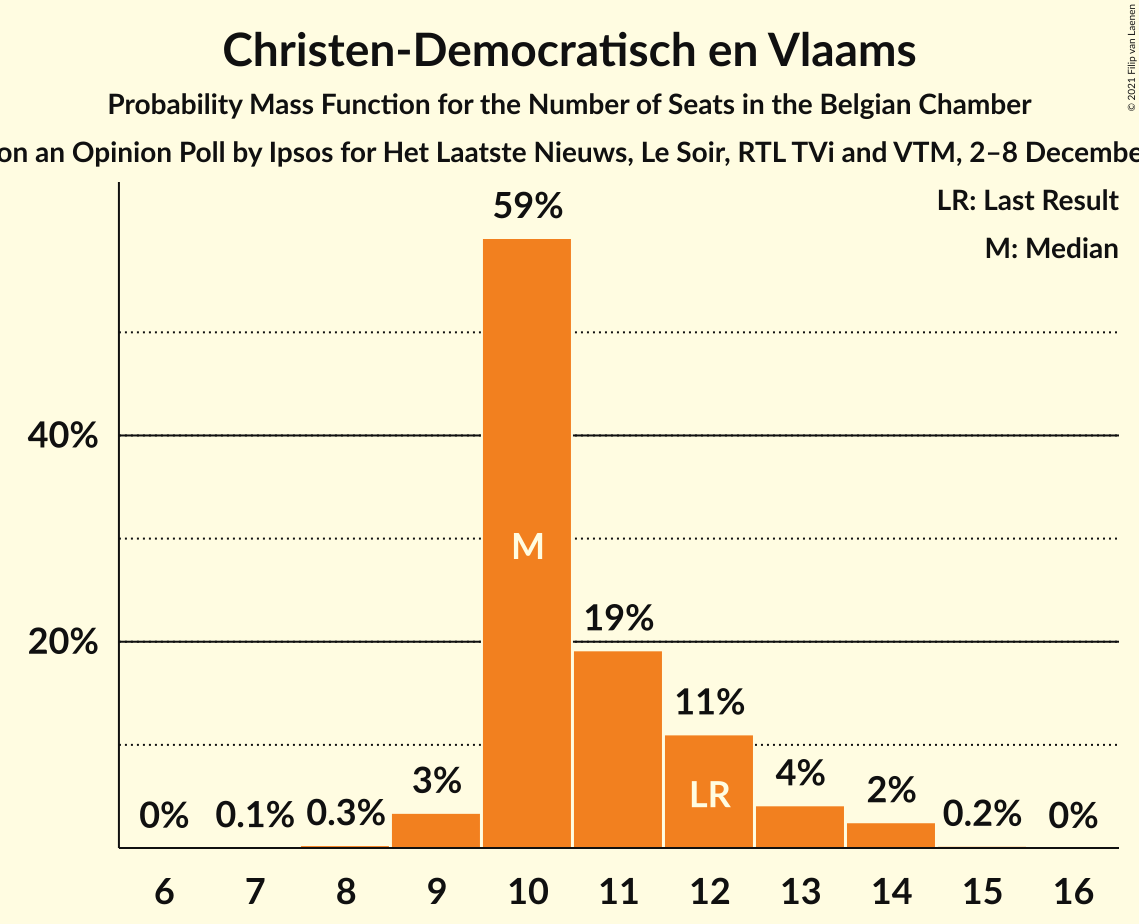 Christen-Democratisch en Vlaams
Probability Mass Function for the Number of Seats in the Belgian Chamber
on an Opinion Poll by Ipsos for Het Laatste Nieuws, Le Soir, RTL TVi and VTM, 2–8
© 2021 Filip van Laenen
LR: Last Result
M: Median
59%
40%
M
19%
20%
11%
LR
4%
3%
2%
0%
0.1%
0.3%
0.2%
0%
6 7 8 9 10 11 12 13 14 15 16